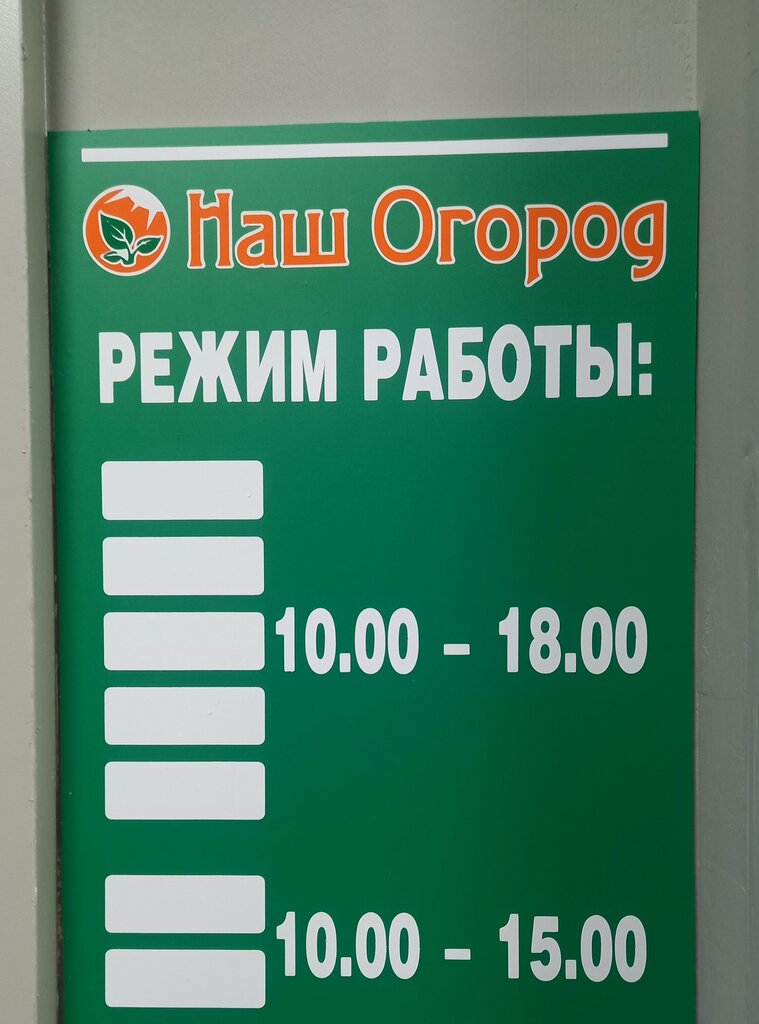 Наш Огород
РЕЖИМ РАБОТЫ:
10.00 - 18.00
10.00 - 15.00